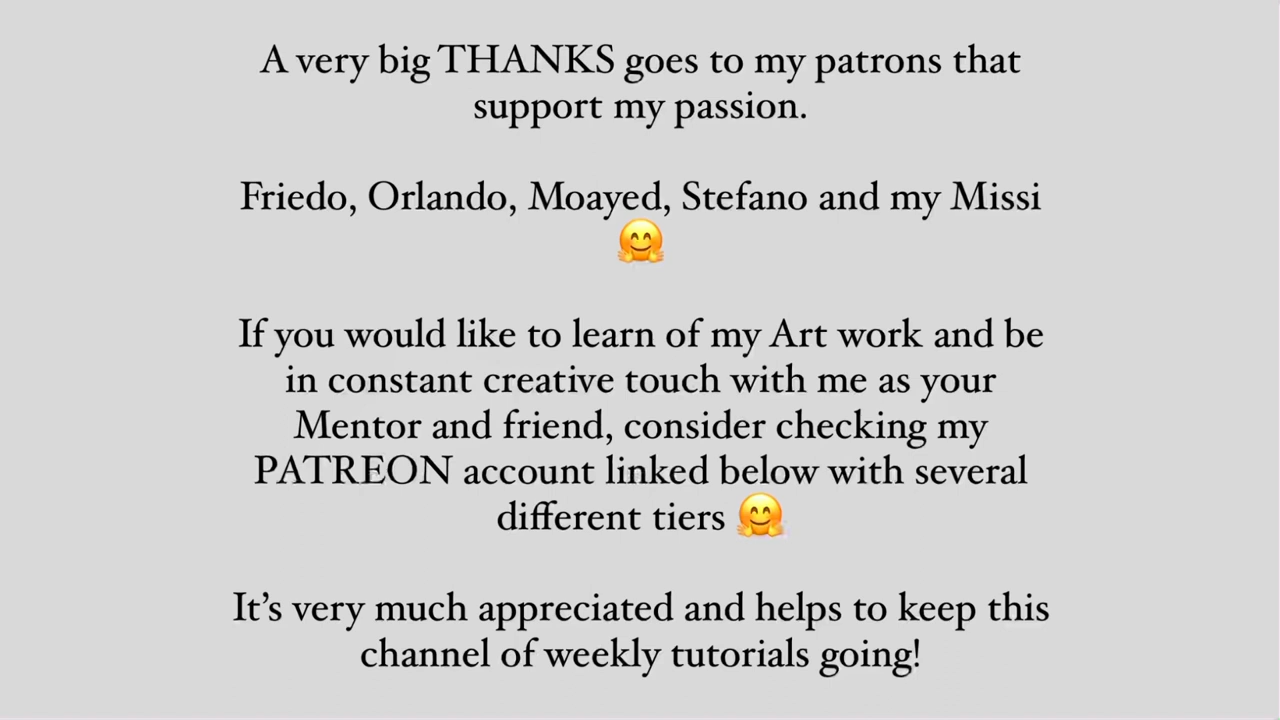 A very big THANKS goes to my patrons that
support my passion.
Friedo, Orlando, Moayed, Stefano and my Missi
🤗
If you would like to learn of my Art work and be
in constant creative touch with me as your
Mentor and friend, consider checking my
PATREON account linked below with several
different tiers 🤗
It’s very much appreciated and helps to keep this
channel of weekly tutorials going!